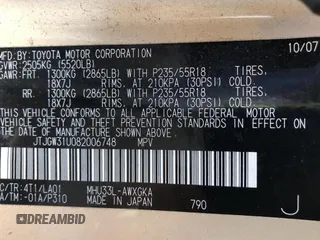 MFD. BY: TOYOTA MOTOR CORPORATION 10/07
GVWR 2505KG (5520LB)
GAWR:FRT. 1300KG (2865LB) WITH P235/55R18 TIRES,
18X7J RIMS, AT 210KPA (30PSI) COLD.
RR. 1300KG (2865LB) WITH P235/55R18 TIRES,
18X7J RIMS, AT 210KPA (30PSI) COLD.
THIS VEHICLE CONFORMS TO ALL APPLICABLE
FEDERAL MOTOR VEHICLE SAFETY AND
THEFT PREVENTION STANDARDS IN EFFECT ON
THE DATE OF MANUFACTURE SHOWN ABOVE.
JTJGW31U082006748 MPV
C/TR: 4T1/LA01 MHU33L-AWXGKA
A/TM: -01A/P310 MADE IN JAPAN 790 J
DEALERSHIP